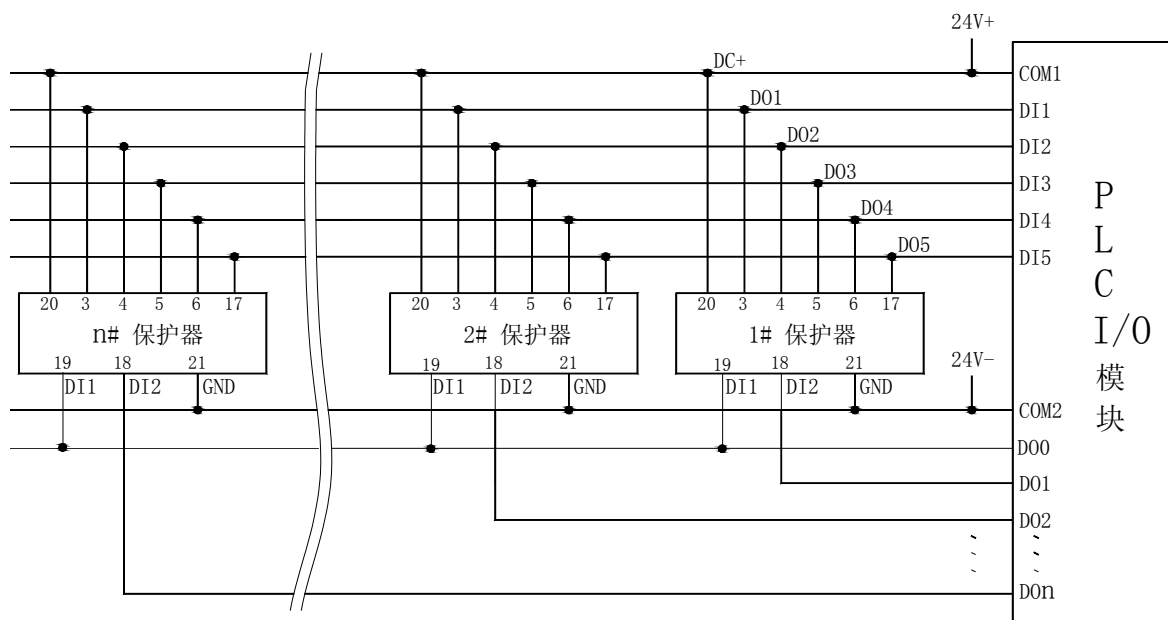 24V+
DC+
COM1
DO1
DI1
DO2
DI2
DO3
DI3
DO4
DI4
DO5
DI5
20 3 4 5 6 17
20 3 4 5 6 17
20 3 4 5 6 17
n# 保护器
2# 保护器
1# 保护器
19 18 21
19 18 21
19 18 21
DI1 DI2 GND
DI1 DI2 GND
DI1 DI2 GND
24V-
COM2
DO0
DO1
DO2
DOn
P
L
C
I/O
模
块